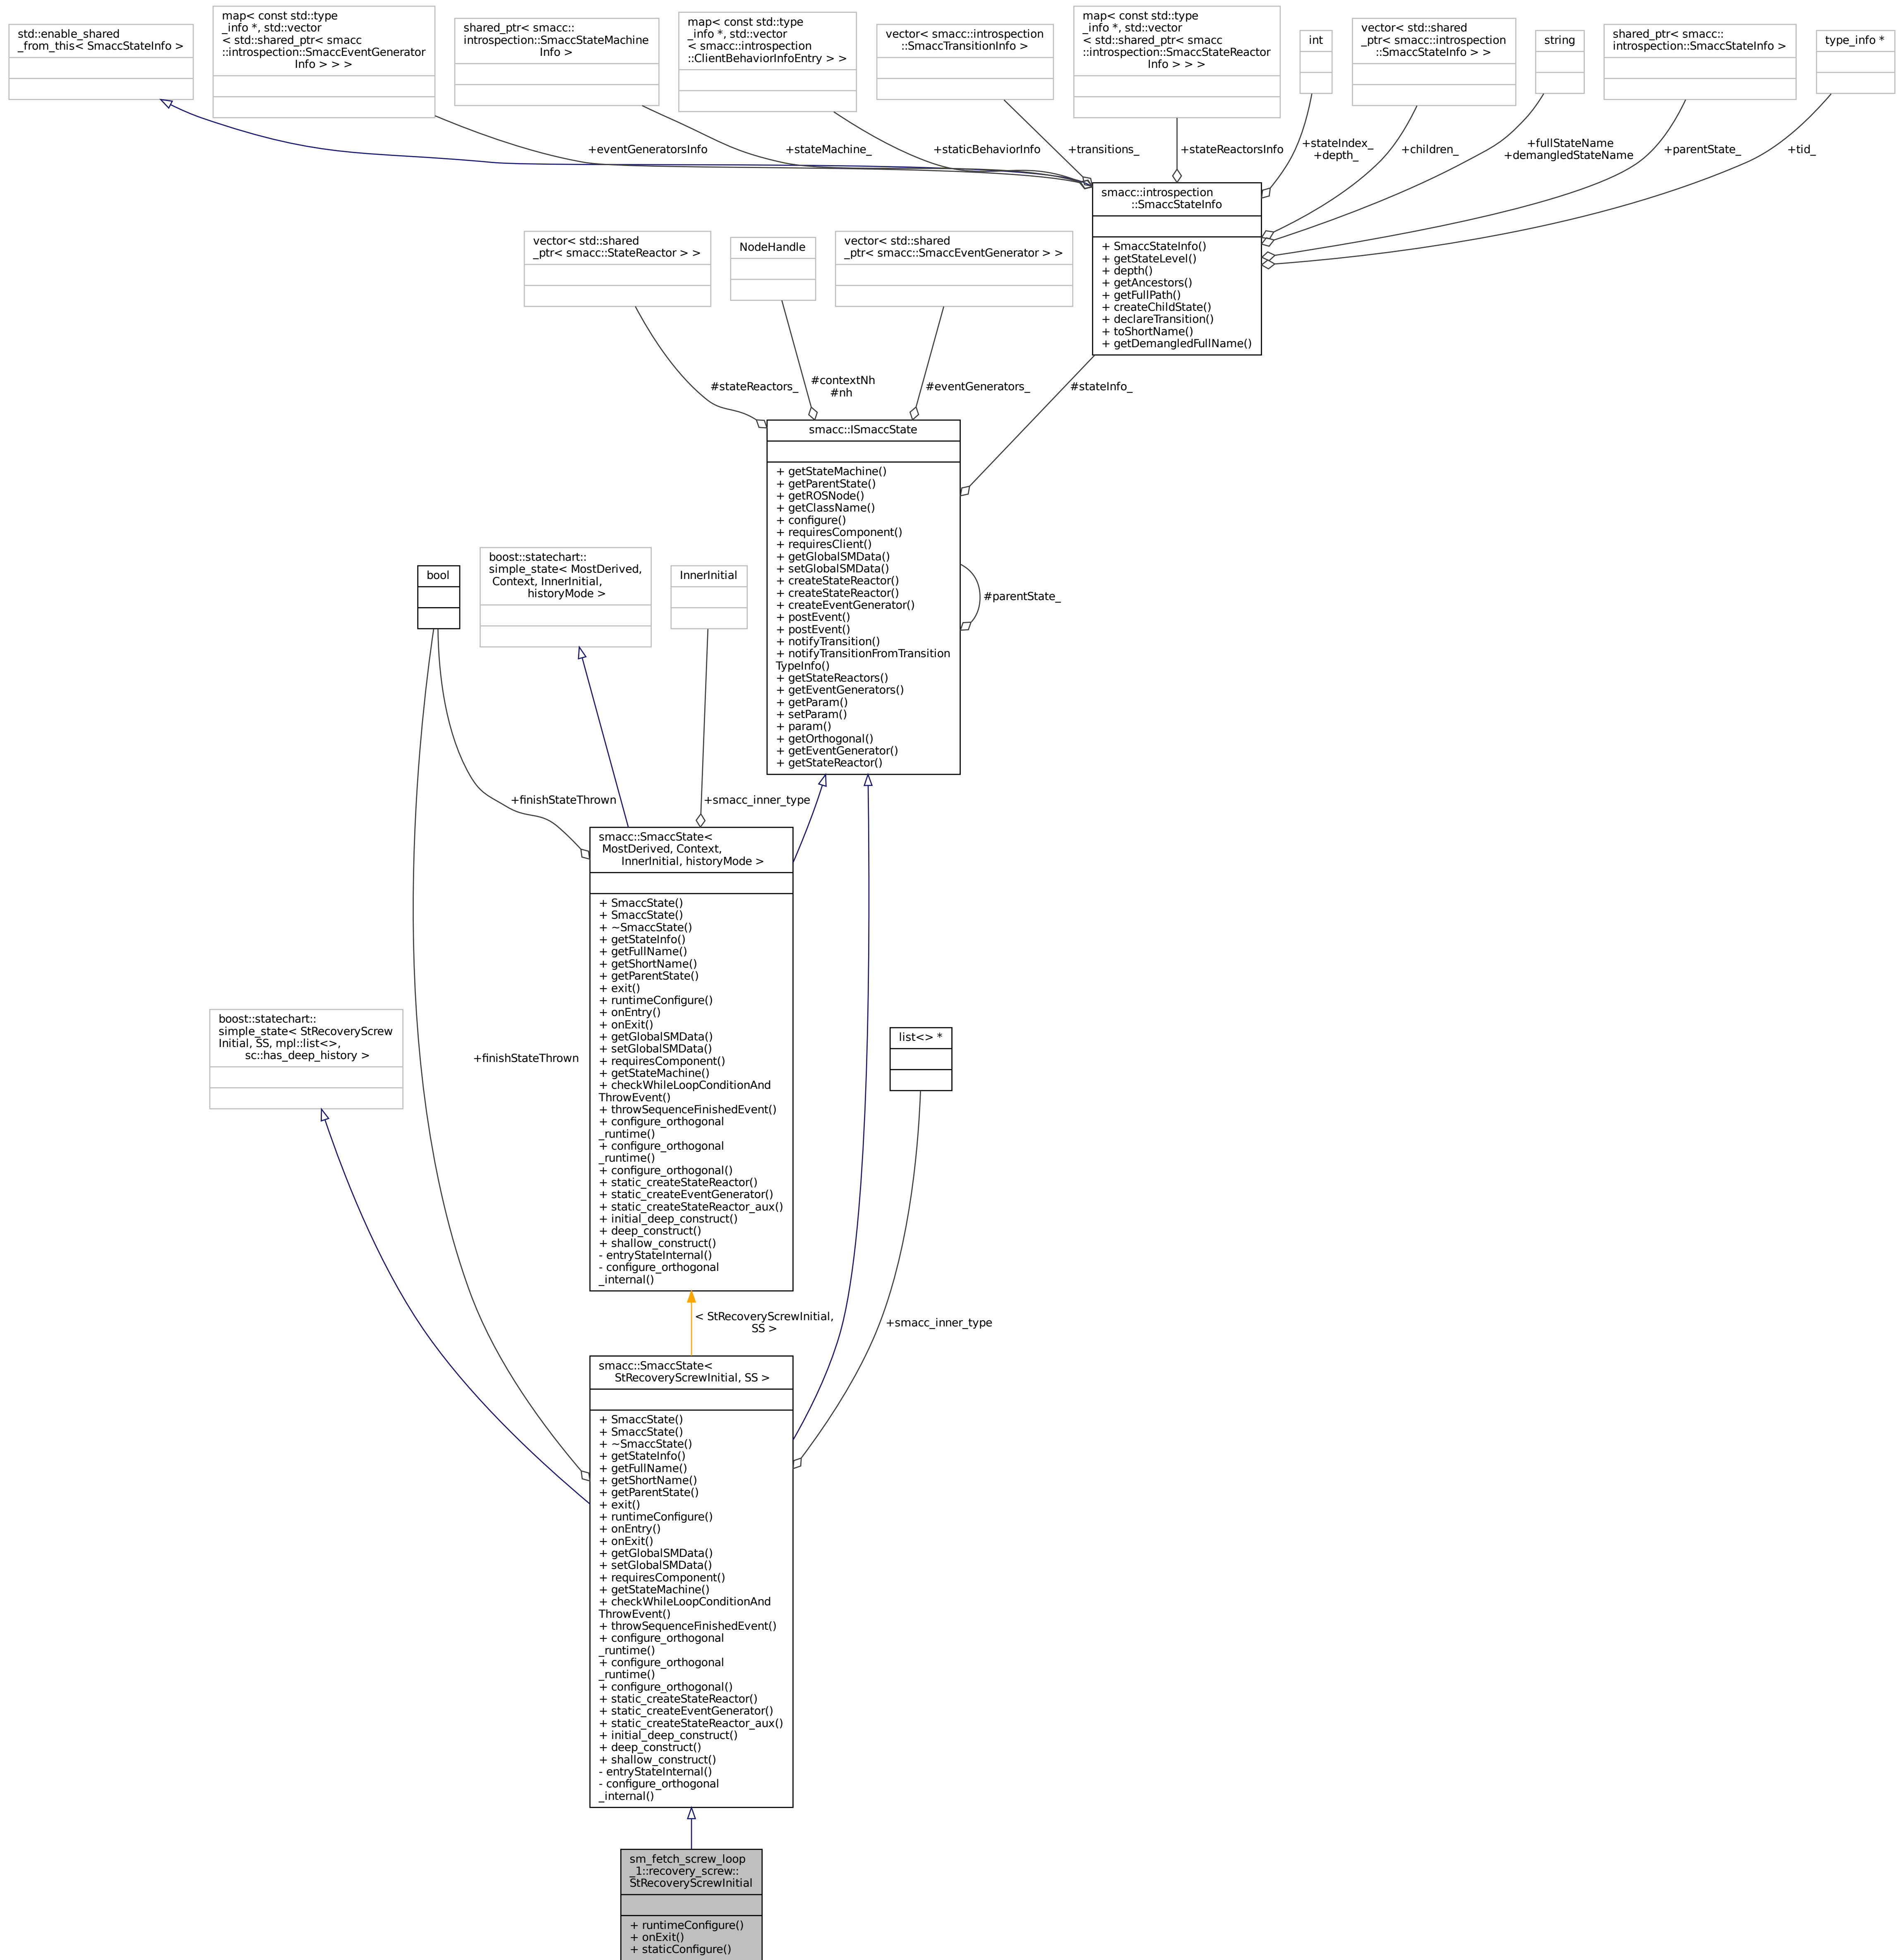 std::enable_shared
_from_this< SmaccStateInfo >
map< const std::type
_info *, std::vector
< std::shared_ptr< smacc
::introspection::SmaccEventGenerator
Info > > >
shared_ptr< smacc::
introspection::SmaccStateMachine
Info >
map< const std::type
_info *, std::vector
< smacc::introspection
::ClientBehaviorInfoEntry > >
vector< smacc::introspection
::SmaccTransitionInfo >
map< const std::type
_info *, std::vector
< std::shared_ptr< smacc
::introspection::SmaccStateReactor
Info > > >
int
vector< std::shared
_ptr< smacc::introspection
::SmaccStateInfo > >
string
shared_ptr< smacc::
introspection::SmaccStateInfo >
type_info *
+eventGeneratorsInfo
+stateMachine_
+staticBehaviorInfo
+transitions_
+stateReactorsInfo
+stateIndex_
+depth_
+children_
+fullStateName
+demangledStateName
+parentState_
+tid_
smacc::introspection
::SmaccStateInfo
+ SmaccStateInfo()
+ getStateLevel()
+ depth()
+ getAncestors()
+ getFullPath()
+ createChildState()
+ declareTransition()
+ toShortName()
+ getDemangledFullName()
vector< std::shared
_ptr< smacc::StateReactor > >
NodeHandle
vector< std::shared
_ptr< smacc::SmaccEventGenerator > >
#stateReactors_
#contextNh
#nh
#eventGenerators_
#stateInfo_
smacc::ISmaccState
+ getStateMachine()
+ getParentState()
+ getROSNode()
+ getClassName()
+ configure()
+ requiresComponent()
+ requiresClient()
+ getGlobalSMData()
+ setGlobalSMData()
+ createStateReactor()
+ createStateReactor()
+ createEventGenerator()
+ postEvent()
+ postEvent()
+ notifyTransition()
+ notifyTransitionFromTransition
TypeInfo()
+ getStateReactors()
+ getEventGenerators()
+ getParam()
+ setParam()
+ param()
+ getOrthogonal()
+ getEventGenerator()
+ getStateReactor()
#parentState_
bool
boost::statechart::
simple_state< MostDerived,
Context, InnerInitial,
historyMode >
InnerInitial
+finishStateThrown
+smacc_inner_type
smacc::SmaccState<
MostDerived, Context,
InnerInitial, historyMode >
+ SmaccState()
+ SmaccState()
+ ~SmaccState()
+ getStateInfo()
+ getFullName()
+ getShortName()
+ getParentState()
+ exit()
+ runtimeConfigure()
+ onEntry()
+ onExit()
+ getGlobalSMData()
+ setGlobalSMData()
+ requiresComponent()
+ getStateMachine()
+ checkWhileLoopConditionAnd
ThrowEvent()
+ throwSequenceFinishedEvent()
+ configure_orthogonal
_runtime()
+ configure_orthogonal
_runtime()
+ configure_orthogonal()
+ static_createStateReactor()
+ static_createEventGenerator()
+ static_createStateReactor_aux()
+ initial_deep_construct()
+ deep_construct()
+ shallow_construct()
- entryStateInternal()
- configure_orthogonal
_internal()
boost::statechart::
simple_state< StRecoveryScrew
Initial, SS, mpl::list<>,
sc::has_deep_history >
+finishStateThrown
list<> *
< StRecoveryScrewInitial,
SS >
+smacc_inner_type
smacc::SmaccState<
StRecoveryScrewInitial, SS >
+ SmaccState()
+ SmaccState()
+ ~SmaccState()
+ getStateInfo()
+ getFullName()
+ getShortName()
+ getParentState()
+ exit()
+ runtimeConfigure()
+ onEntry()
+ onExit()
+ getGlobalSMData()
+ setGlobalSMData()
+ requiresComponent()
+ getStateMachine()
+ checkWhileLoopConditionAnd
ThrowEvent()
+ throwSequenceFinishedEvent()
+ configure_orthogonal
_runtime()
+ configure_orthogonal
_runtime()
+ configure_orthogonal()
+ static_createStateReactor()
+ static_createEventGenerator()
+ static_createStateReactor_aux()
+ initial_deep_construct()
+ deep_construct()
+ shallow_construct()
- entryStateInternal()
- configure_orthogonal
_internal()
sm_fetch_screw_loop
_1::recovery_screw::
StRecoveryScrewInitial
+ runtimeConfigure()
+ onExit()
+ staticConfigure()